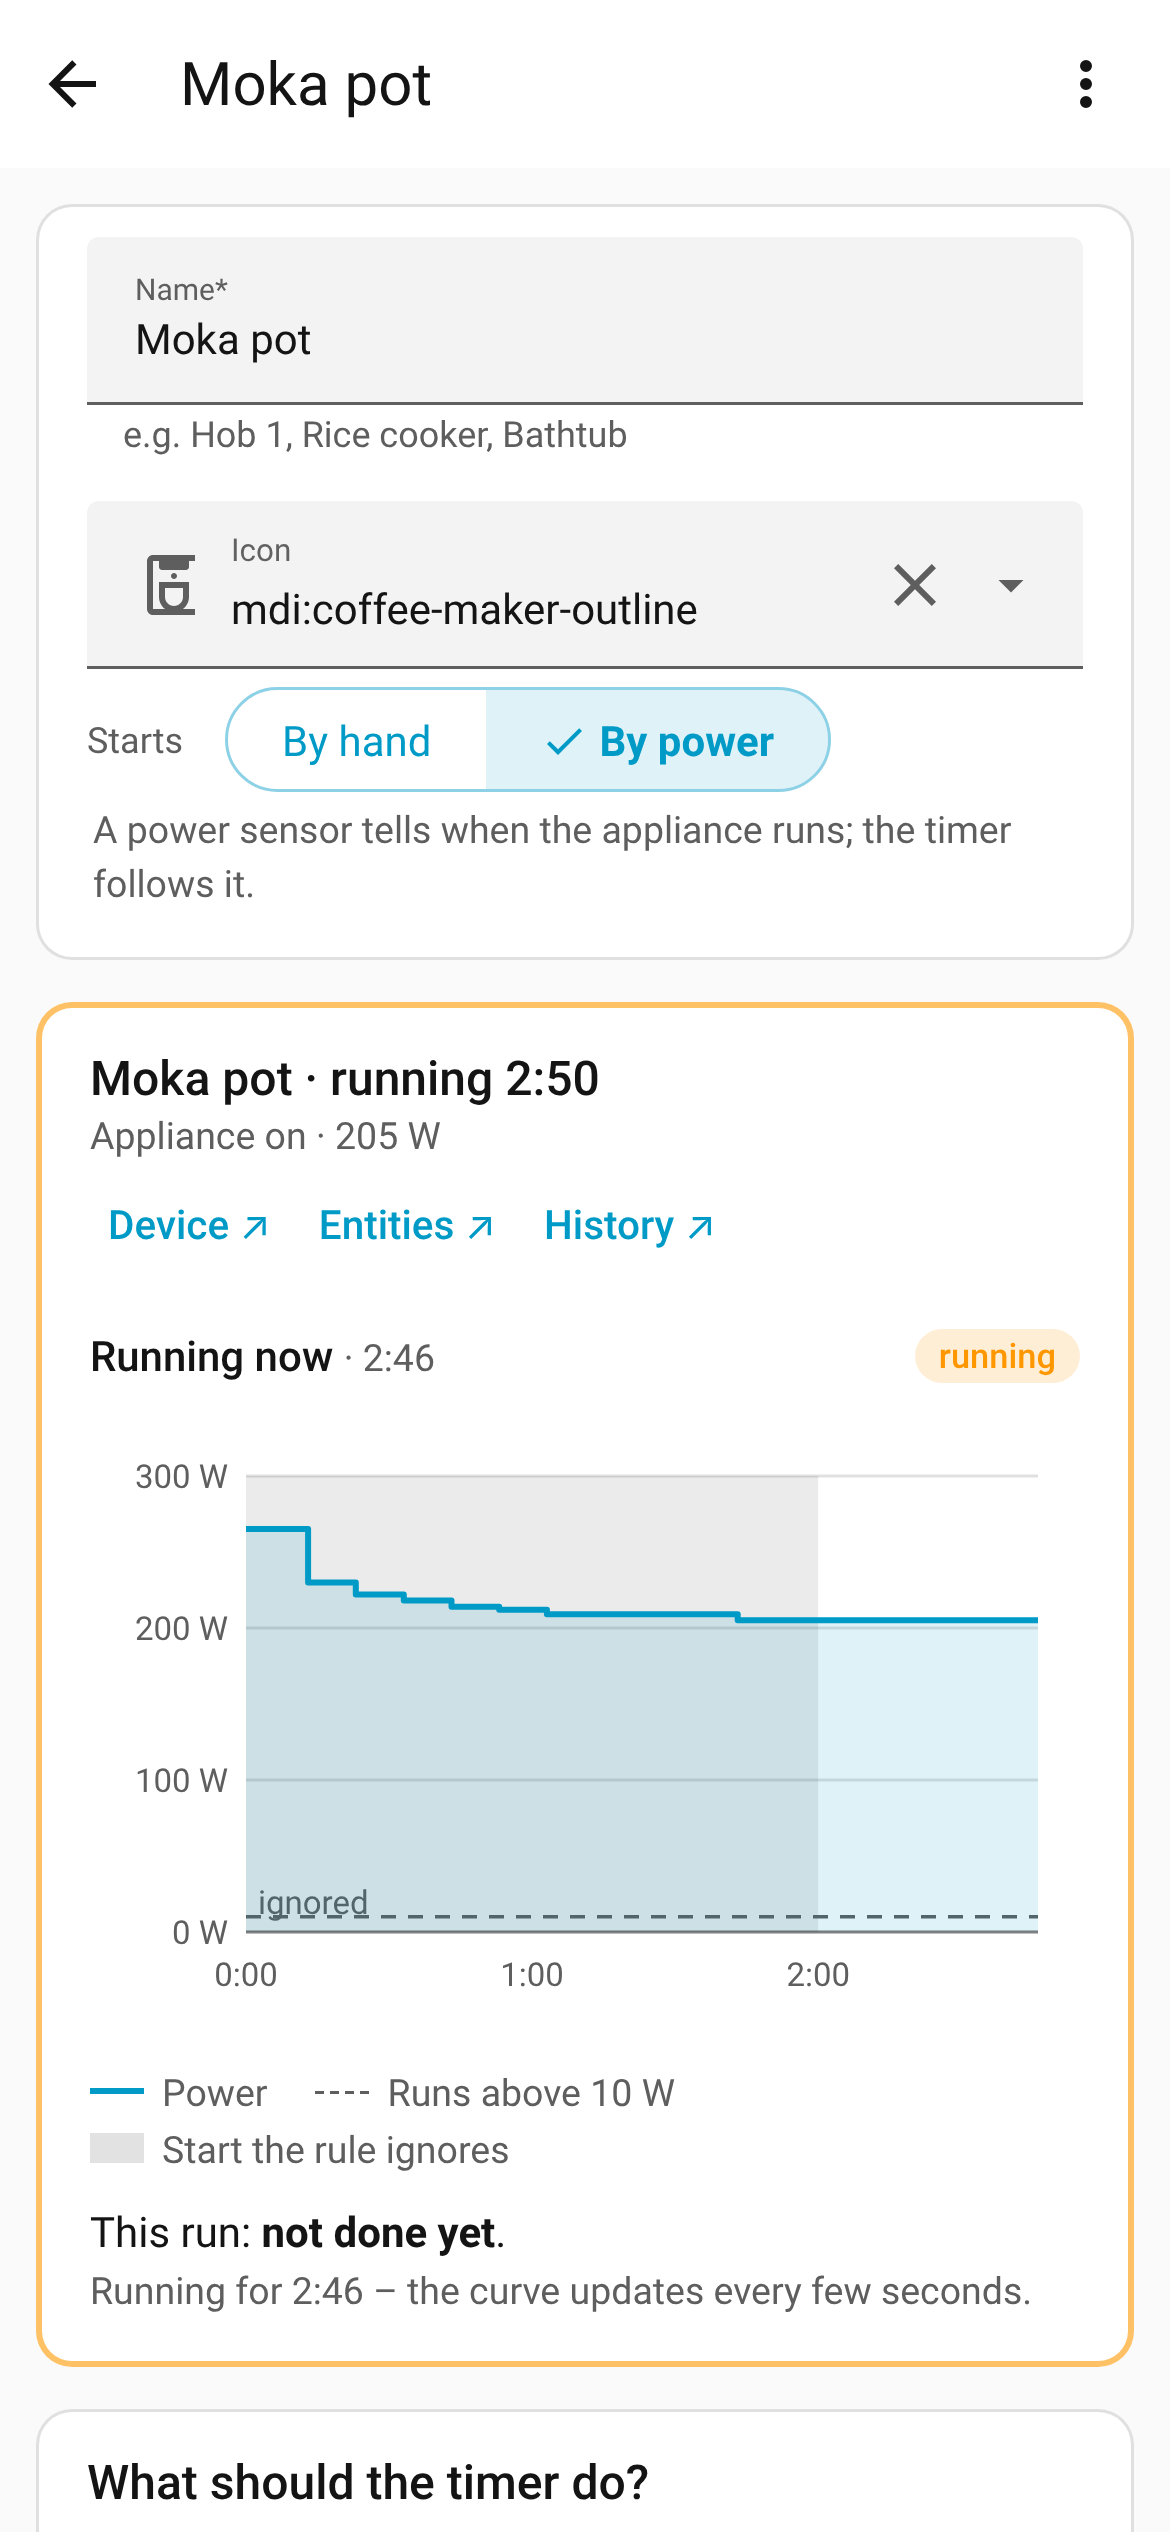 Moka pot
Name*
Moka pot
e.g. Hob 1, Rice cooker, Bathtub
Icon
mdi:coffee-maker-outline
Starts
By hand
By power
A power sensor tells when the appliance runs; the timer
follows it.
Moka pot · running 2:50
Appliance on · 205 W
Device
Entities
History
Running now · 2:46
running
300 W
200 W
100 W
ignored
0 W
0:00
1:00
2:00
Power
Runs above 10 W
Start the rule ignores
This run: not done yet.
Running for 2:46 – the curve updates every few seconds.
What should the timer do?